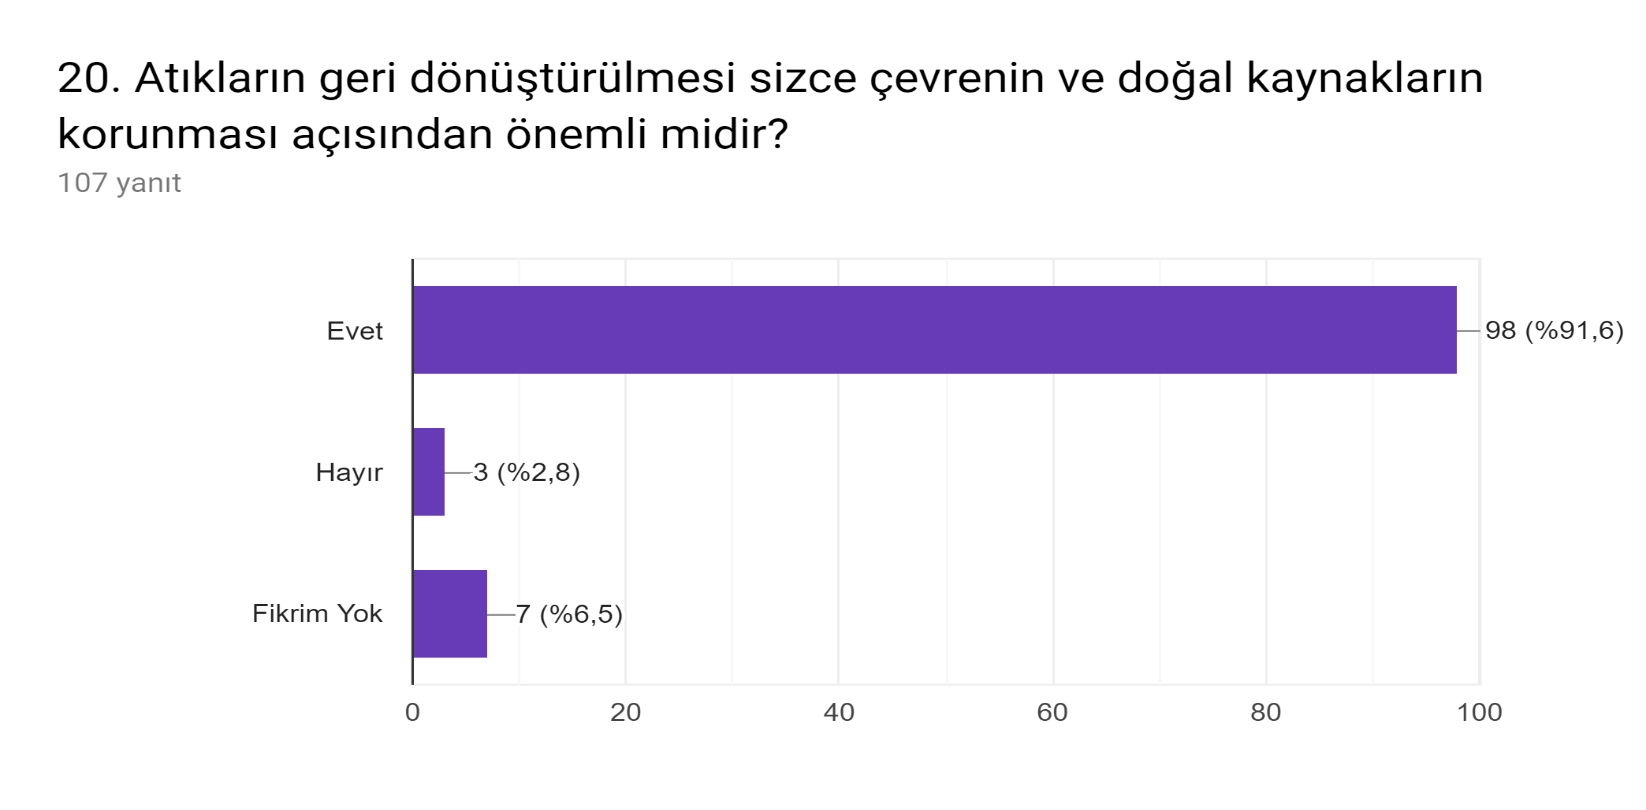 20. Atıkların geri dönüştürülmesi sizce çevrenin ve doğal kaynakların
korunması açısından önemli midir?
107 yanıt
Evet
98 (%91,6)
Hayır
3 (%2,8)
Fikrim Yok
7 (%6,5)
0 20 40 60 80 100